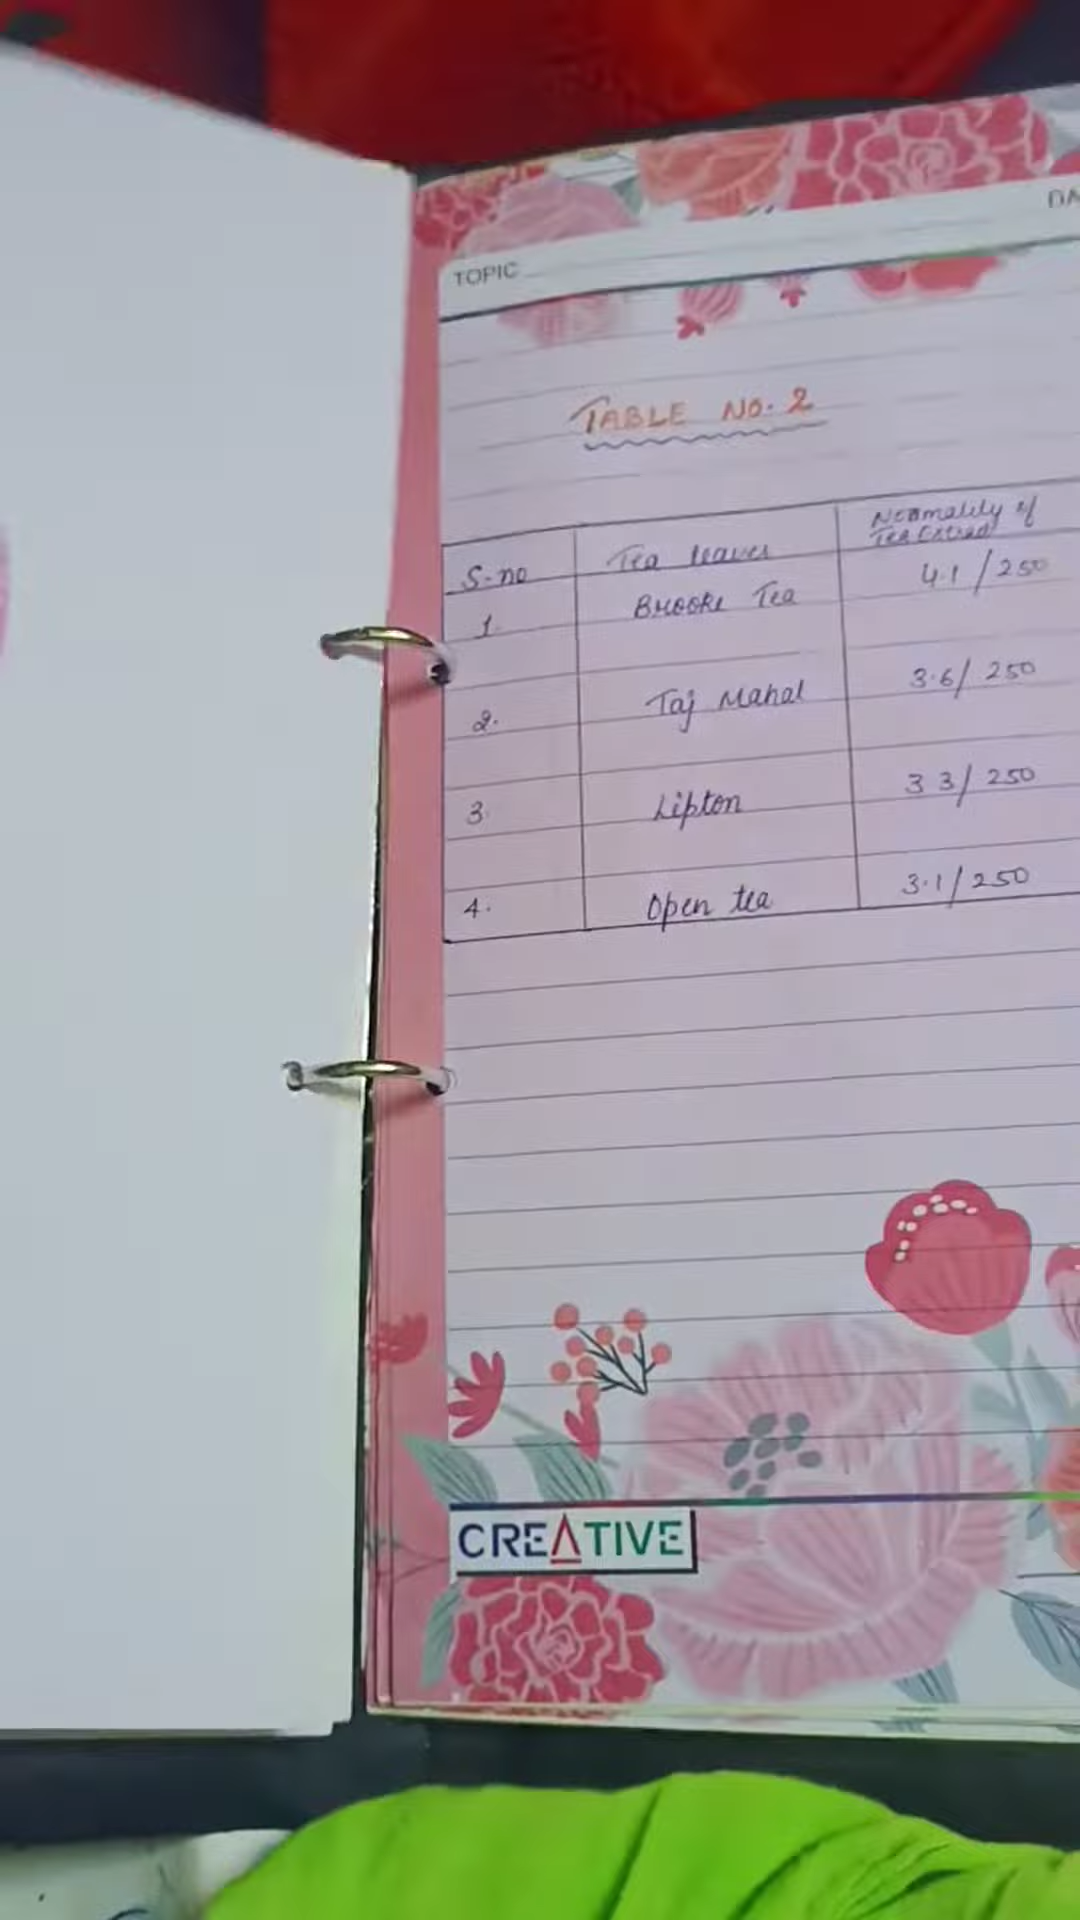 DA
TOPIC
TABLE NO. 2
S.no Tea leaves Normality of Tea Extract
1. Brooke Tea 4.1/250
2. Taj Mahal 3.6/250
3. Lipton 3 3/250
4. Open tea 3.1/250
CREATIVE